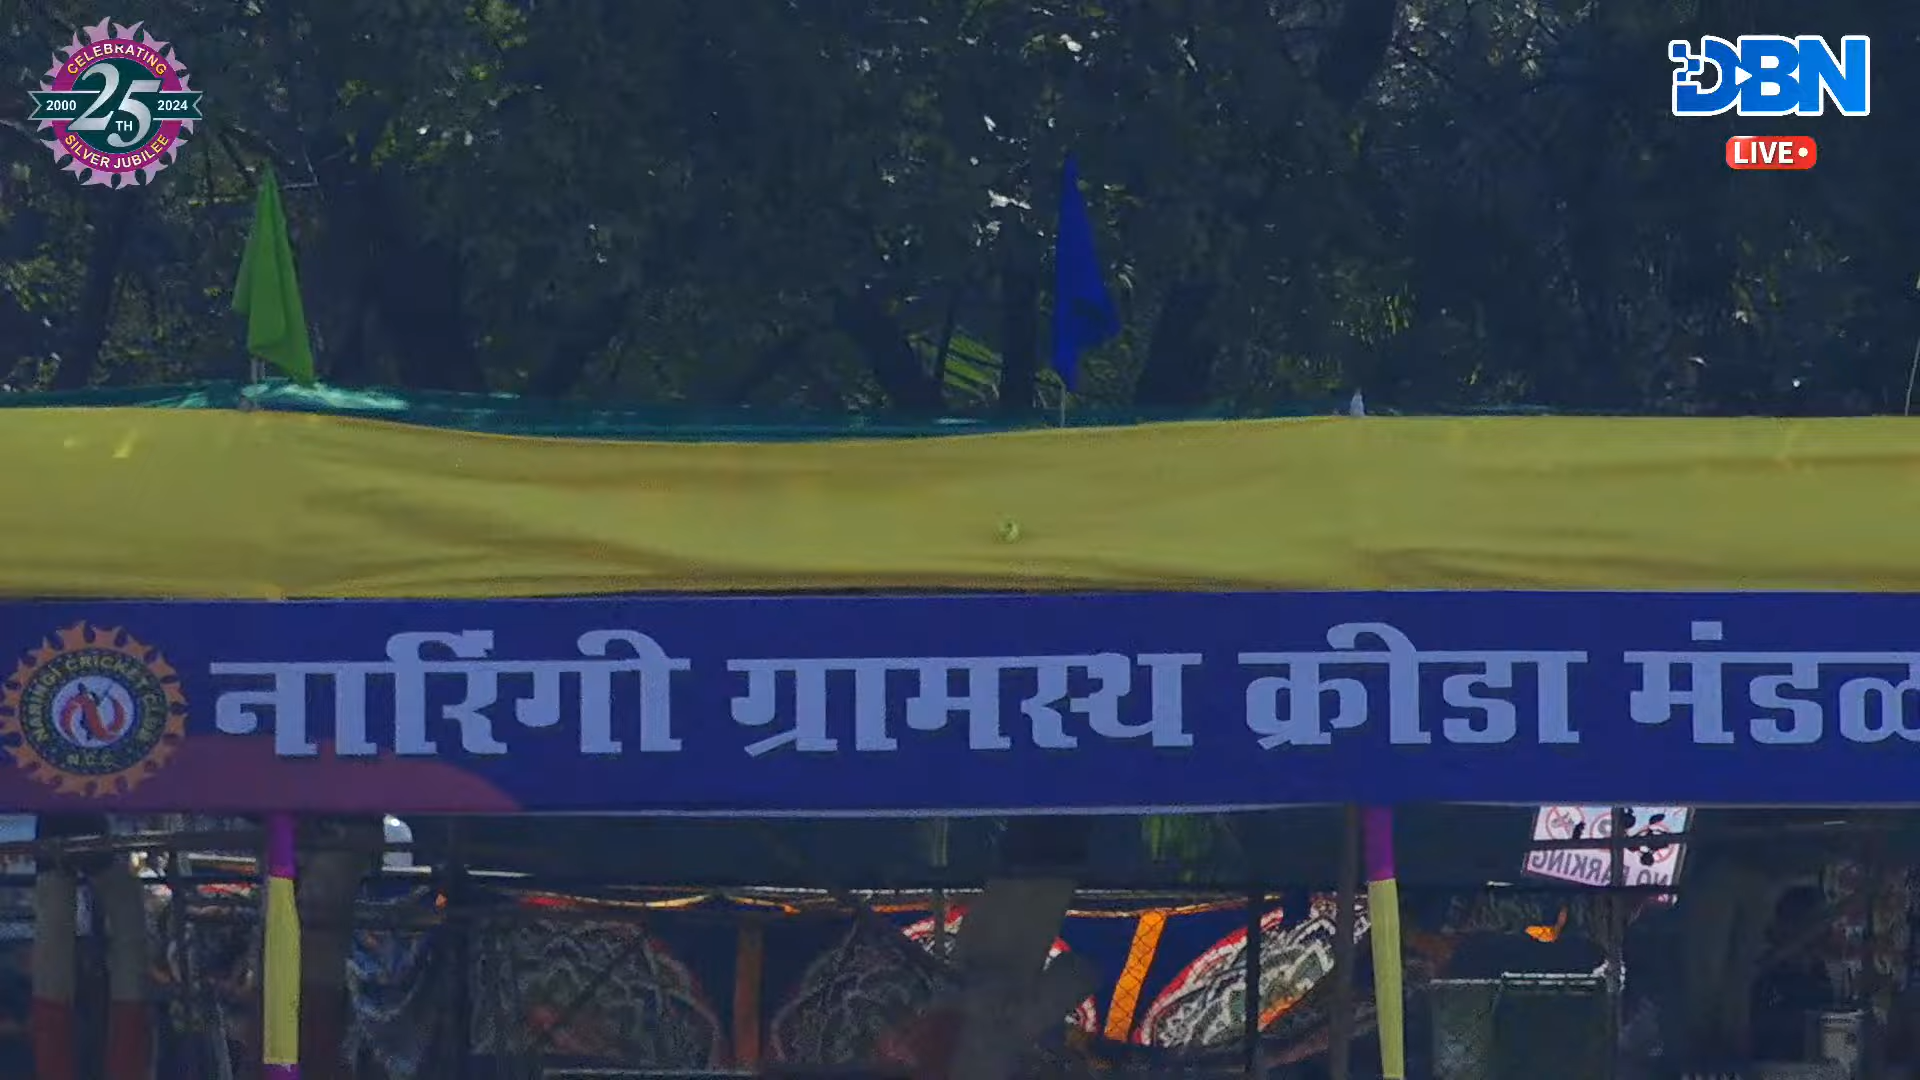 CELEBRATING
2000 25TH 2024
SILVER JUBILEE
DBN
LIVE
नारिंगी ग्रामस्थ क्रीडा मंडळ
NARINGI CRICKET CLUB
N.C.C.
NO PARKING